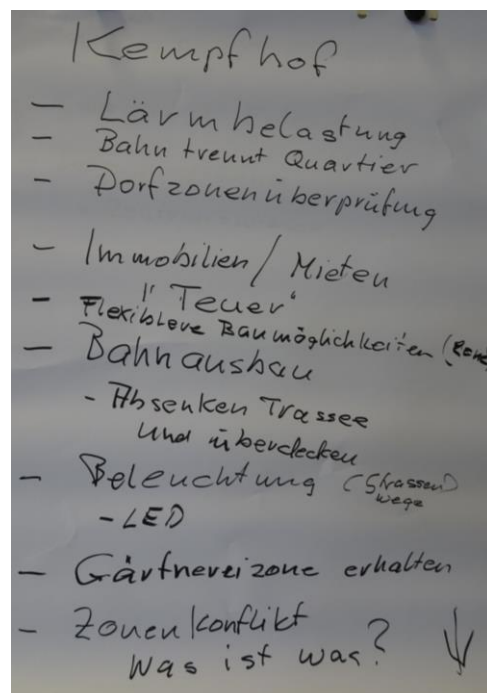 Kempfhof
- Lärmbelastung
- Bahn trennt Quartier
- Dorfzonenüberprüfung
- Immobilien / Mieten
"Teuer"
- Flexiblere Baumöglichkeiten
- Bahnausbau
- Absenken Trassee
und überdecken
- Beleuchtung (Strassen
wege
- LED
- Gärtnereizone erhalten
- Zonenkonflikt
Was ist was?